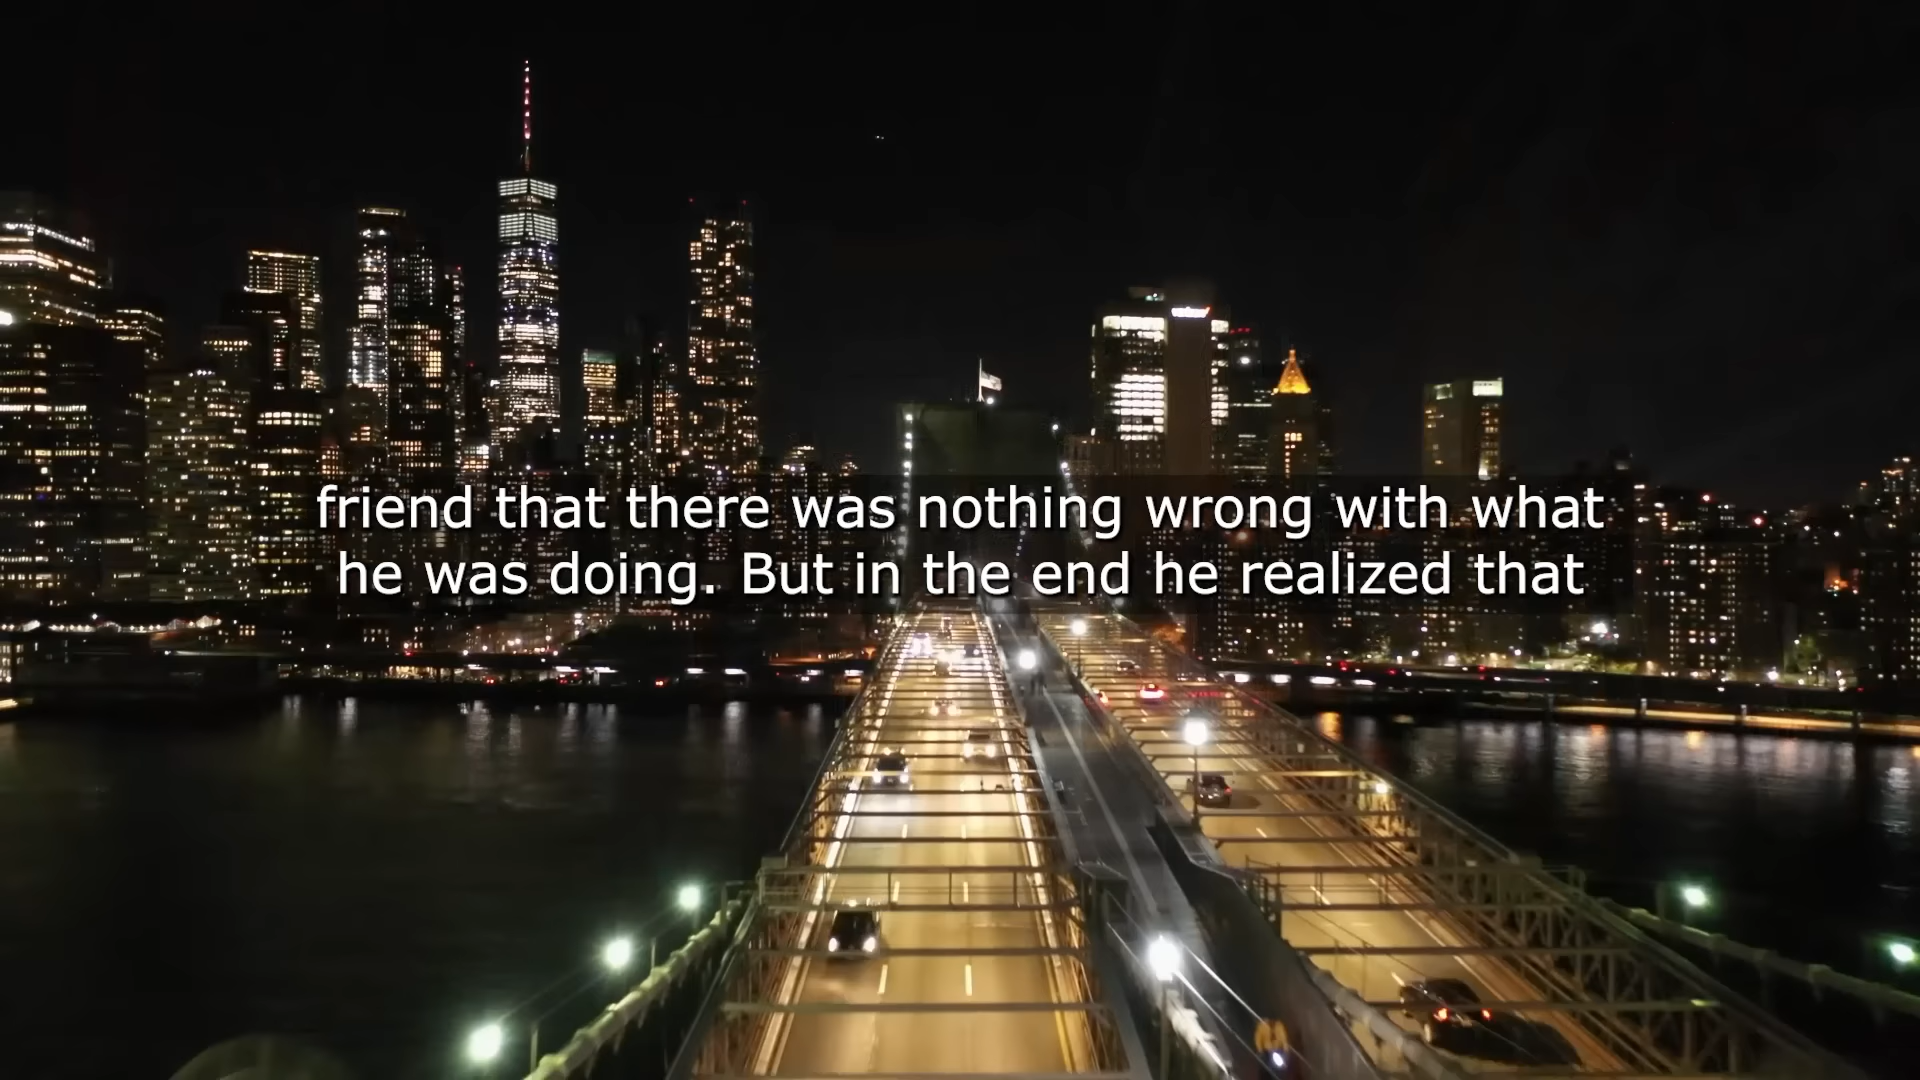 friend that there was nothing wrong with what
he was doing. But in the end he realized that